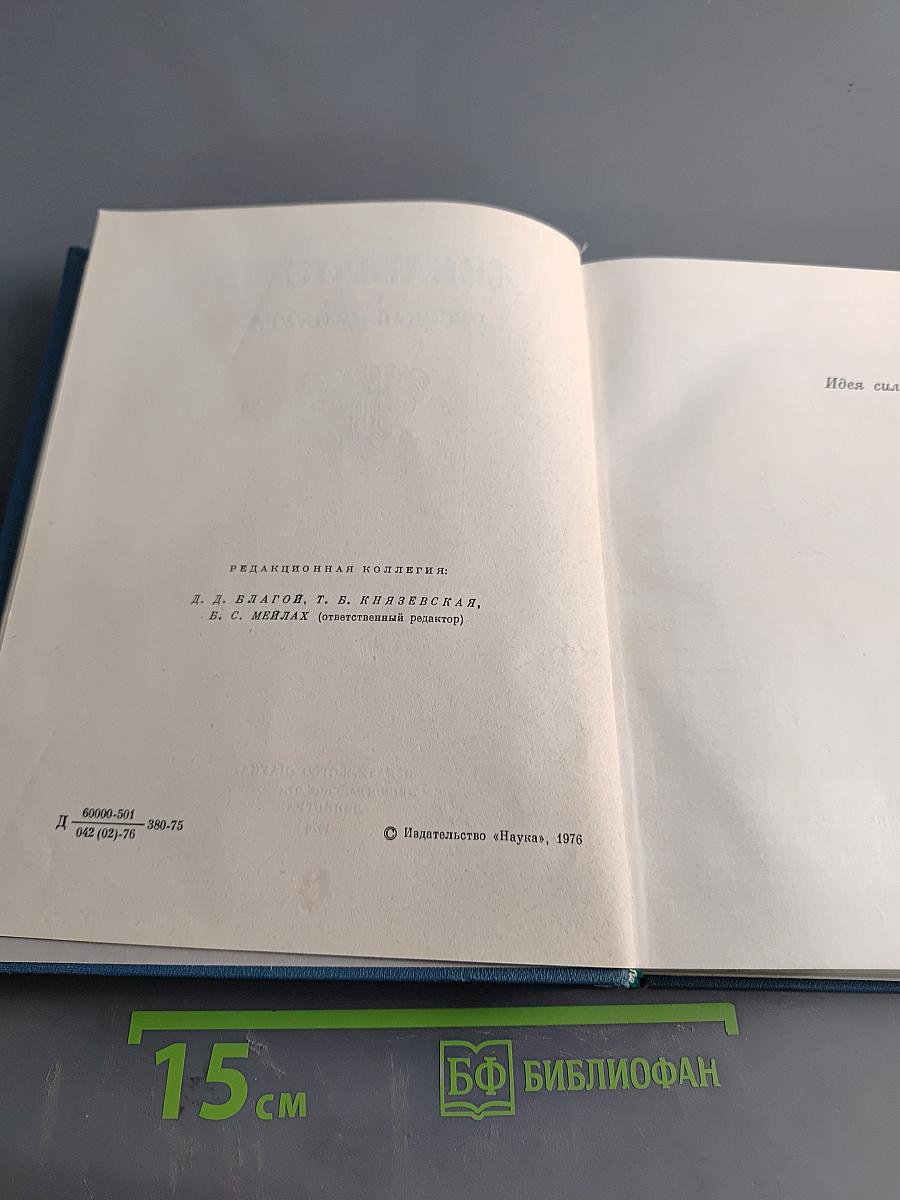 РЕДАКЦИОННАЯ КОЛЛЕГИЯ:
Д. Д. БЛАГОЙ, Т. Б. КНЯЗЕВСКАЯ,
Б. С. МЕЙЛАХ (ответственный редактор)
Д 60000-501
042 (02)-76 380-75
© Издательство «Наука», 1976
Идея
15 см
БФ БИБЛИОФАН